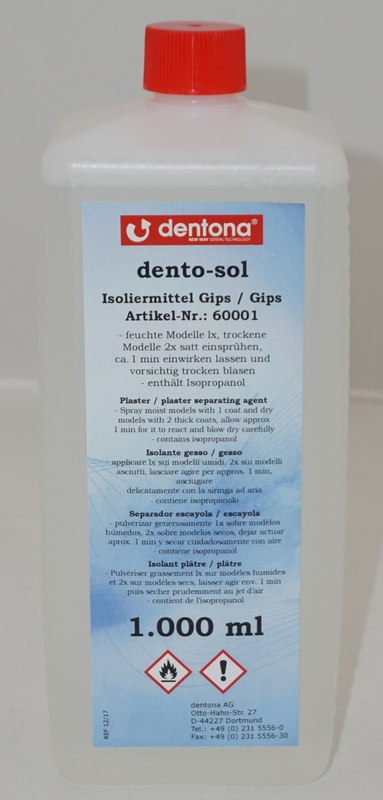 dentona®
NEW WAY DENTAL TECHNOLOGY
dento-sol
Isoliermittel Gips / Gips
Artikel-Nr.: 60001
- feuchte Modelle lx, trockene
Modelle 2x satt einsprühen,
ca. 1 min einwirken lassen und
vorsichtig trocken blasen
- enthält Isopropanol
Plaster / plaster separating agent
- Spray moist models with 1 coat and dry
models with 2 thick coats, allow approx
1 min for it to react and blow dry carefully
- contains isopropanol
Isolante gesso / gesso
- applicare lx sui modelli umidi, 2x sui modelli
asciutti, lasciare agire per appros. 1 min,
asciugare
delicatamente con la siringa ad aria
- contiene isopropanolo
Separador escayola / escayola
- pulverizar generosamente 1x sobre modelos
húmedos, 2x sobre modelos secos, dejar actuar
aprox. 1 min y secar cuidadosamente con aire
- contiene isopropanol
Isolant plâtre / plâtre
- Pulvériser grassement lx sur modèles humides
et 2x sur modèles secs, laisser agir env. 1 min
puis sécher prudemment au jet d'air
- contient de l'isopropanol
1.000 ml
REF 12/17
dentona AG
Otto-Hahn-Str. 27
D-44227 Dortmund
Tel.: +49 (0) 231 5556-0
Fax: +49 (0) 231 5556-30